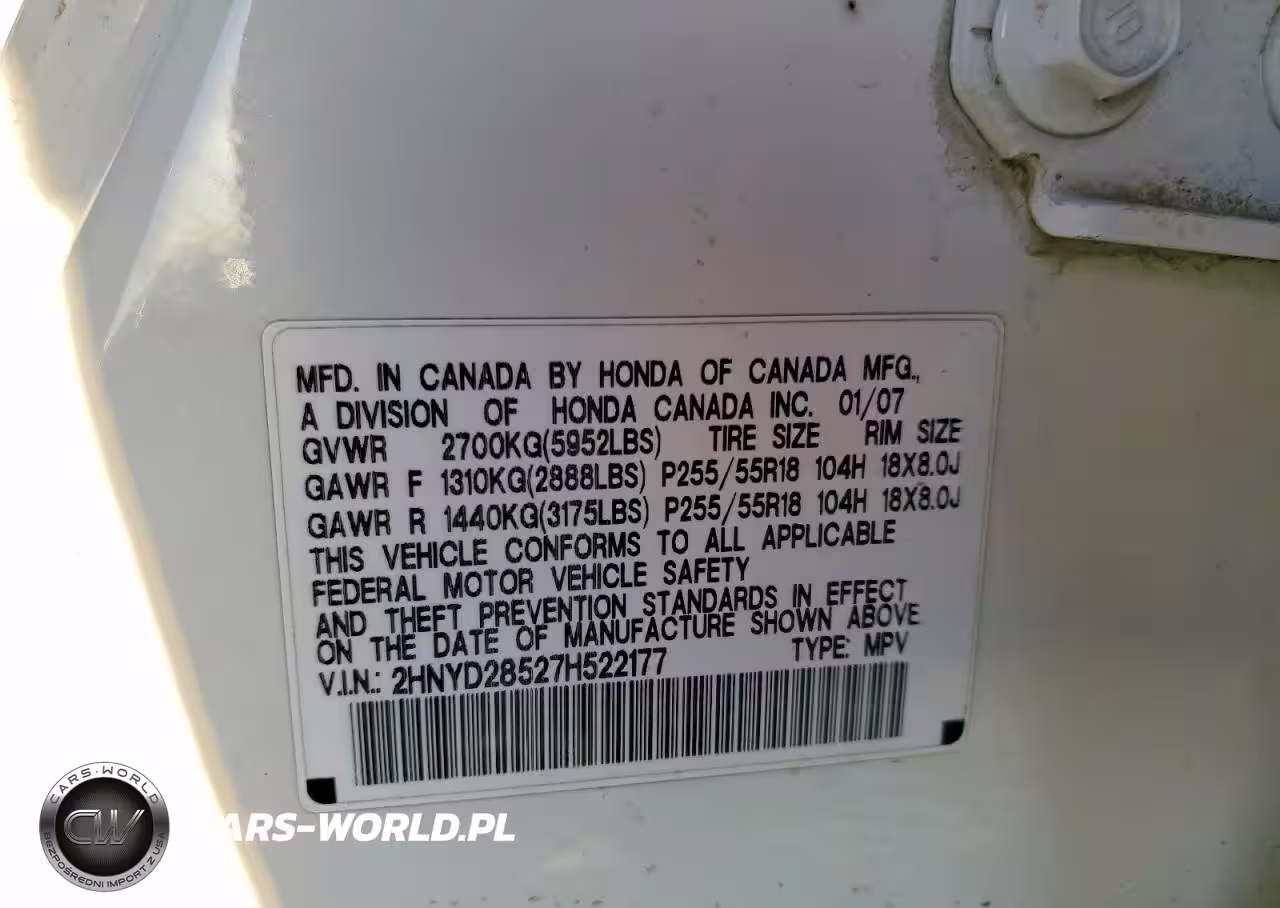 10
MFD. IN CANADA BY HONDA OF CANADA MFG.,
A DIVISION OF HONDA CANADA INC. 01/07
GVWR 2700KG(5952LBS) TIRE SIZE RIM SIZE
GAWR F 1310KG(2888LBS) P255/55R18 104H 18X8.0J
GAWR R 1440KG(3175LBS) P255/55R18 104H 18X8.0J
THIS VEHICLE CONFORMS TO ALL APPLICABLE
FEDERAL MOTOR VEHICLE SAFETY
AND THEFT PREVENTION STANDARDS IN EFFECT
ON THE DATE OF MANUFACTURE SHOWN ABOVE
V.I.N.: 2HNYD28527H522177 TYPE: MPV
CARS-WORLD
CW
BEZPOŚREDNI IMPORT Z USA
CARS-WORLD.PL